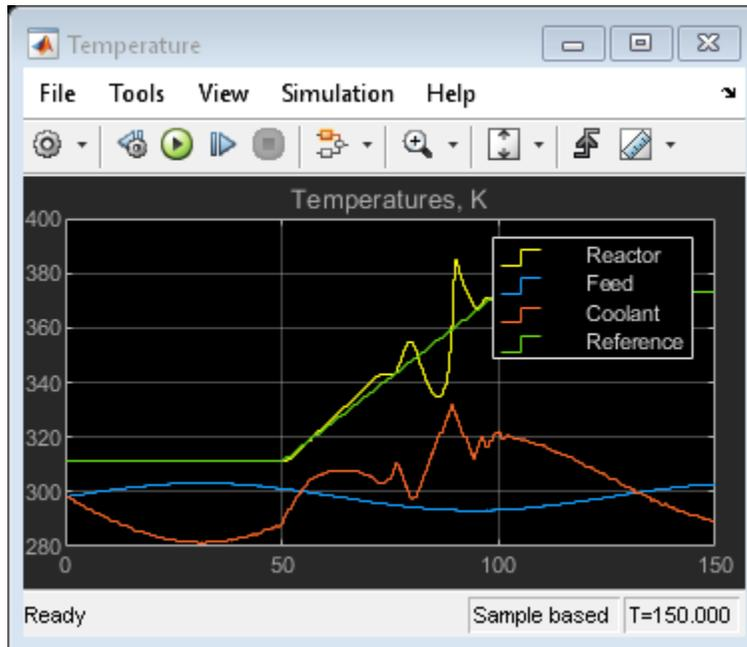 Temperature
File Tools View Simulation Help
Temperatures, K
400
380
360
340
320
300
280
0 50 100 150
Reactor
Feed
Coolant
Reference
Ready Sample based T=150.000